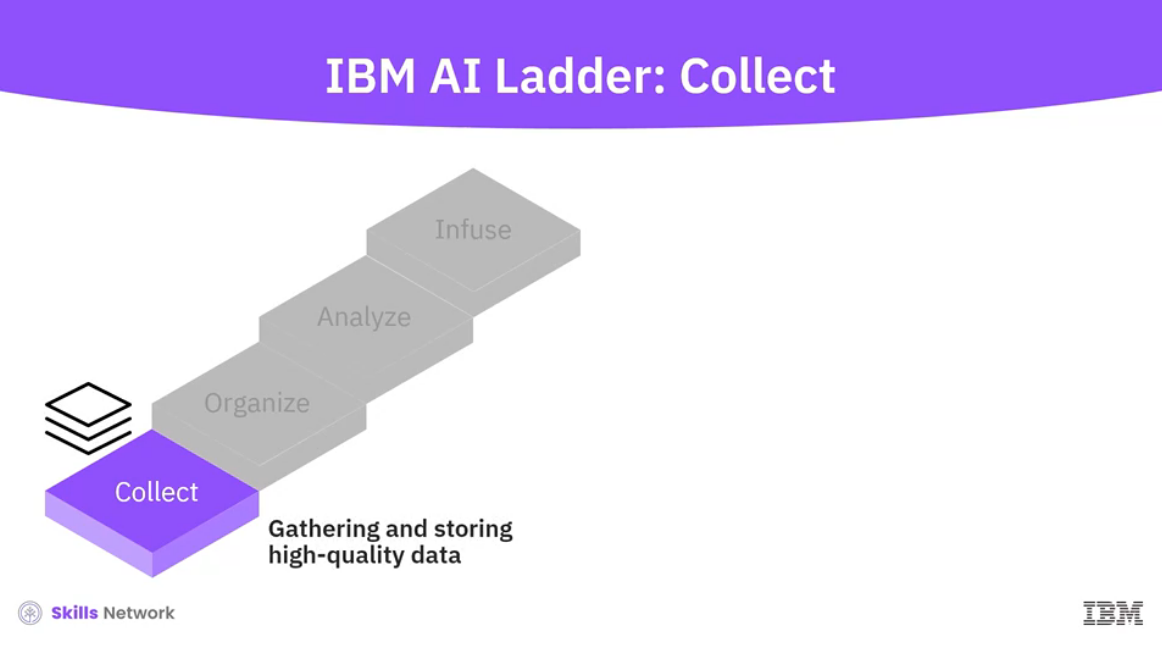 IBM AI Ladder: Collect
Infuse
Analyze
Organize
Collect
Gathering and storing
high-quality data
Skills Network
IBM